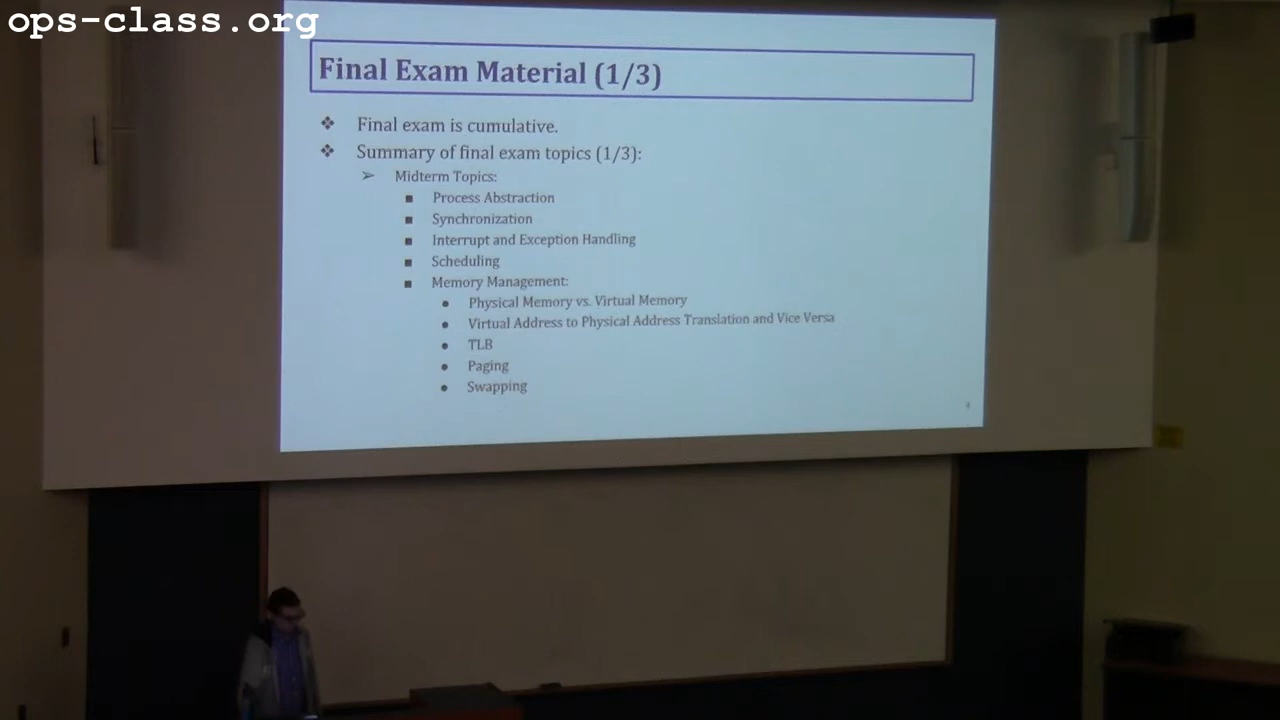 ops-class.org
Final Exam Material (1/3)
❖ Final exam is cumulative.
❖ Summary of final exam topics (1/3):
➢ Midterm Topics:
▪ Process Abstraction
▪ Synchronization
▪ Interrupt and Exception Handling
▪ Scheduling
▪ Memory Management:
• Physical Memory vs. Virtual Memory
• Virtual Address to Physical Address Translation and Vice Versa
• TLB
• Paging
• Swapping